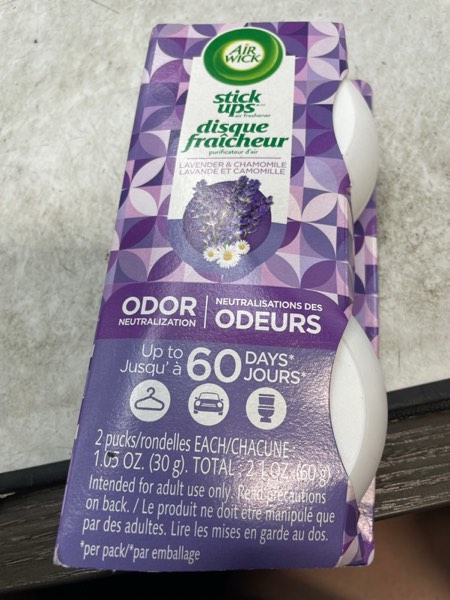 AIR
WICK
stick
ups
air freshener
disque
fraîcheur
purificateur d'air
LAVENDER & CHAMOMILE
LAVANDE ET CAMOMILLE
ODOR
NEUTRALIZATION
NEUTRALISATIONS DES
ODEURS
Up to
Jusqu' à
60 DAYS*
JOURS*
2 pucks/rondelles EACH/CHACUNE:
1.05 OZ. (30 g). TOTAL : 2.1 OZ. (60 g)
Intended for adult use only. Read precautions
on back. / Le produit ne doit être manipulé que
par des adultes. Lire les mises en garde au dos.
*per pack/*par emballage